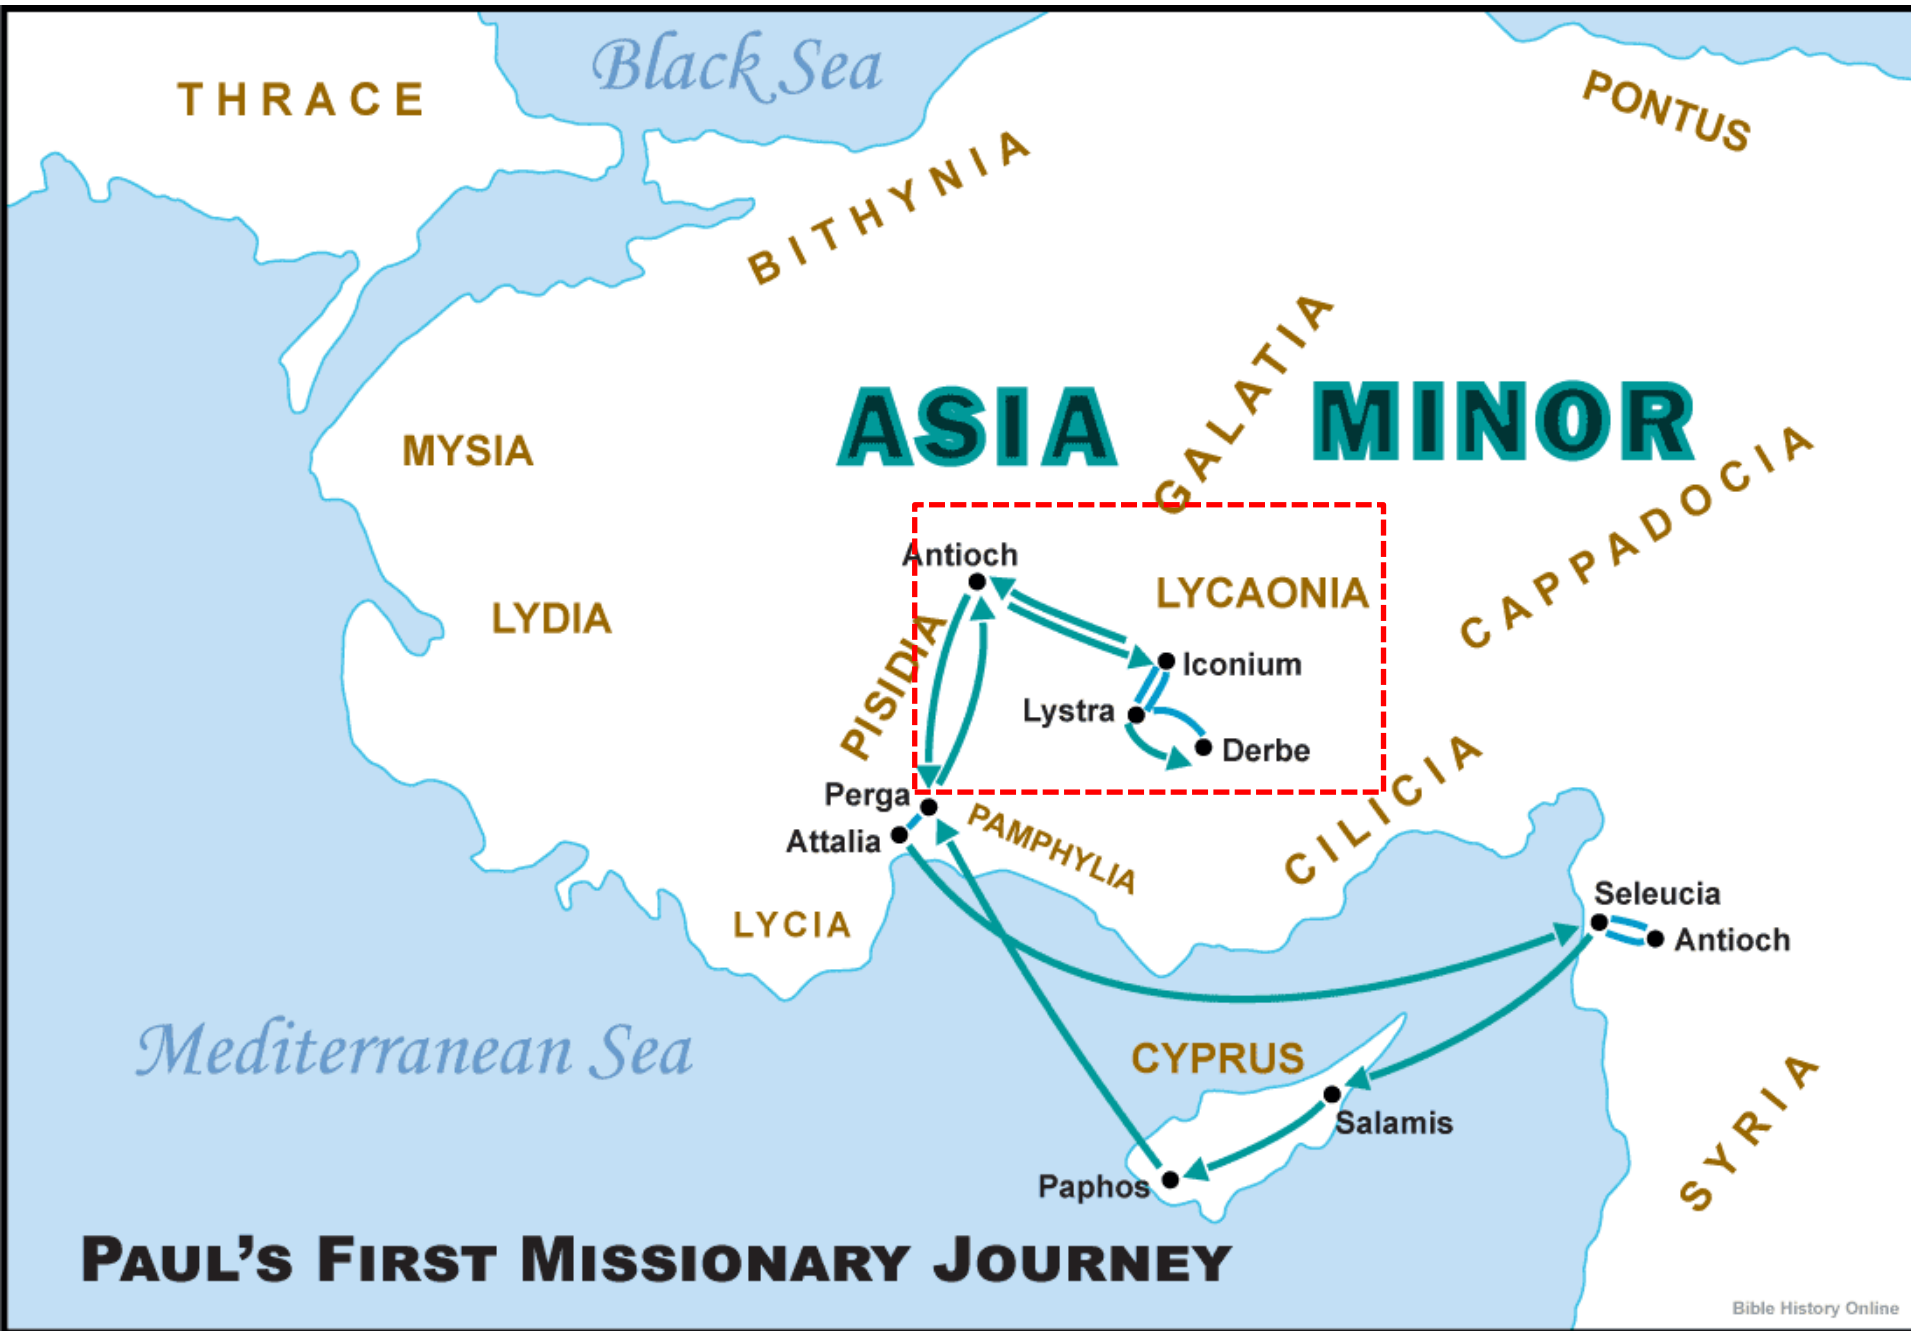 Black Sea
THRACE
PONTUS
BITHYNIA
GALATIA
ASIA MINOR
MYSIA
CAPPADOCIA
Antioch
LYCAONIA
LYDIA
PISIDIA
Iconium
Lystra
Derbe
CILICIA
Perga
PAMPHYLIA
Attalia
Seleucia
LYCIA
Antioch
Mediterranean Sea
CYPRUS
SYRIA
Salamis
Paphos
PAUL'S FIRST MISSIONARY JOURNEY
Bible History Online